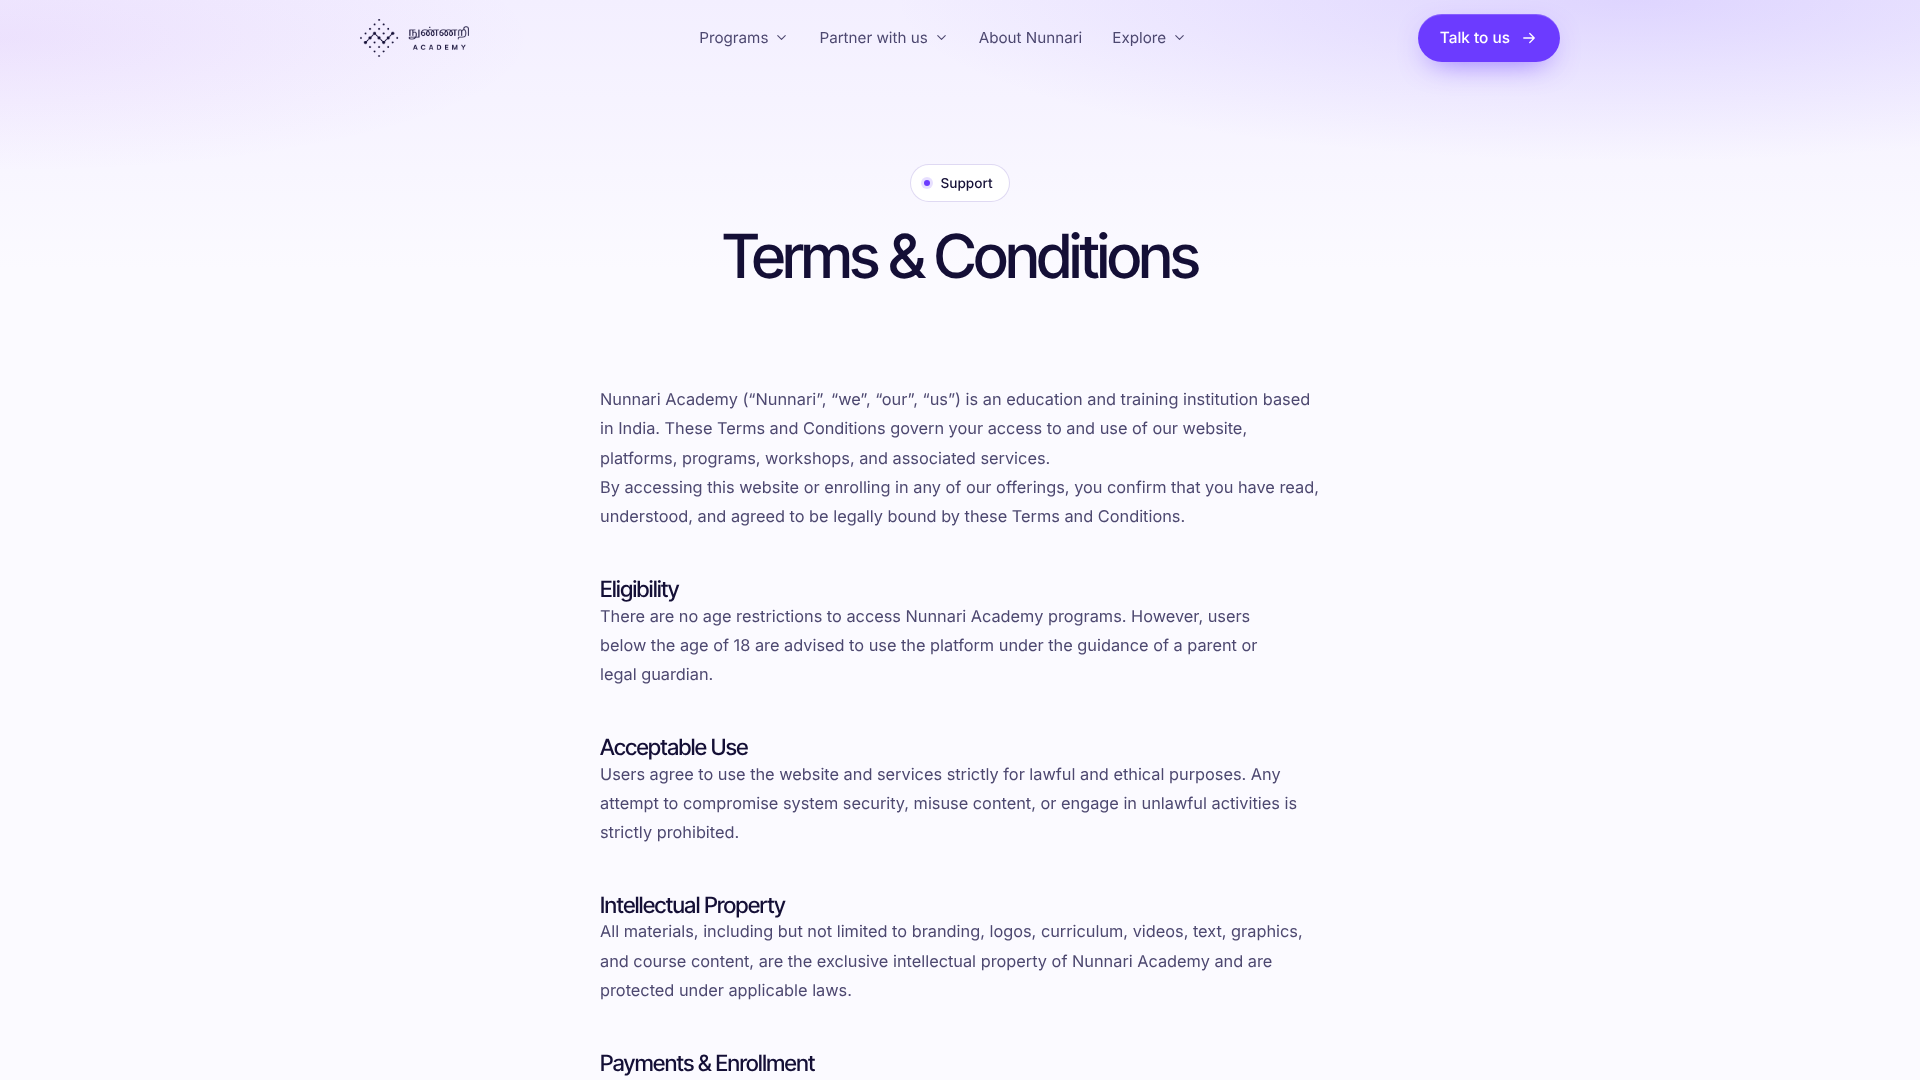 நுண்ணறி
ACADEMY
Programs
Partner with us
About Nunnari
Explore
Talk to us
Support
Terms & Conditions
Nunnari Academy (“Nunnari”, “we”, “our”, “us”) is an education and training institution based
in India. These Terms and Conditions govern your access to and use of our website,
platforms, programs, workshops, and associated services.
By accessing this website or enrolling in any of our offerings, you confirm that you have read,
understood, and agreed to be legally bound by these Terms and Conditions.
Eligibility
There are no age restrictions to access Nunnari Academy programs. However, users
below the age of 18 are advised to use the platform under the guidance of a parent or
legal guardian.
Acceptable Use
Users agree to use the website and services strictly for lawful and ethical purposes. Any
attempt to compromise system security, misuse content, or engage in unlawful activities is
strictly prohibited.
Intellectual Property
All materials, including but not limited to branding, logos, curriculum, videos, text, graphics,
and course content, are the exclusive intellectual property of Nunnari Academy and are
protected under applicable laws.
Payments & Enrollment